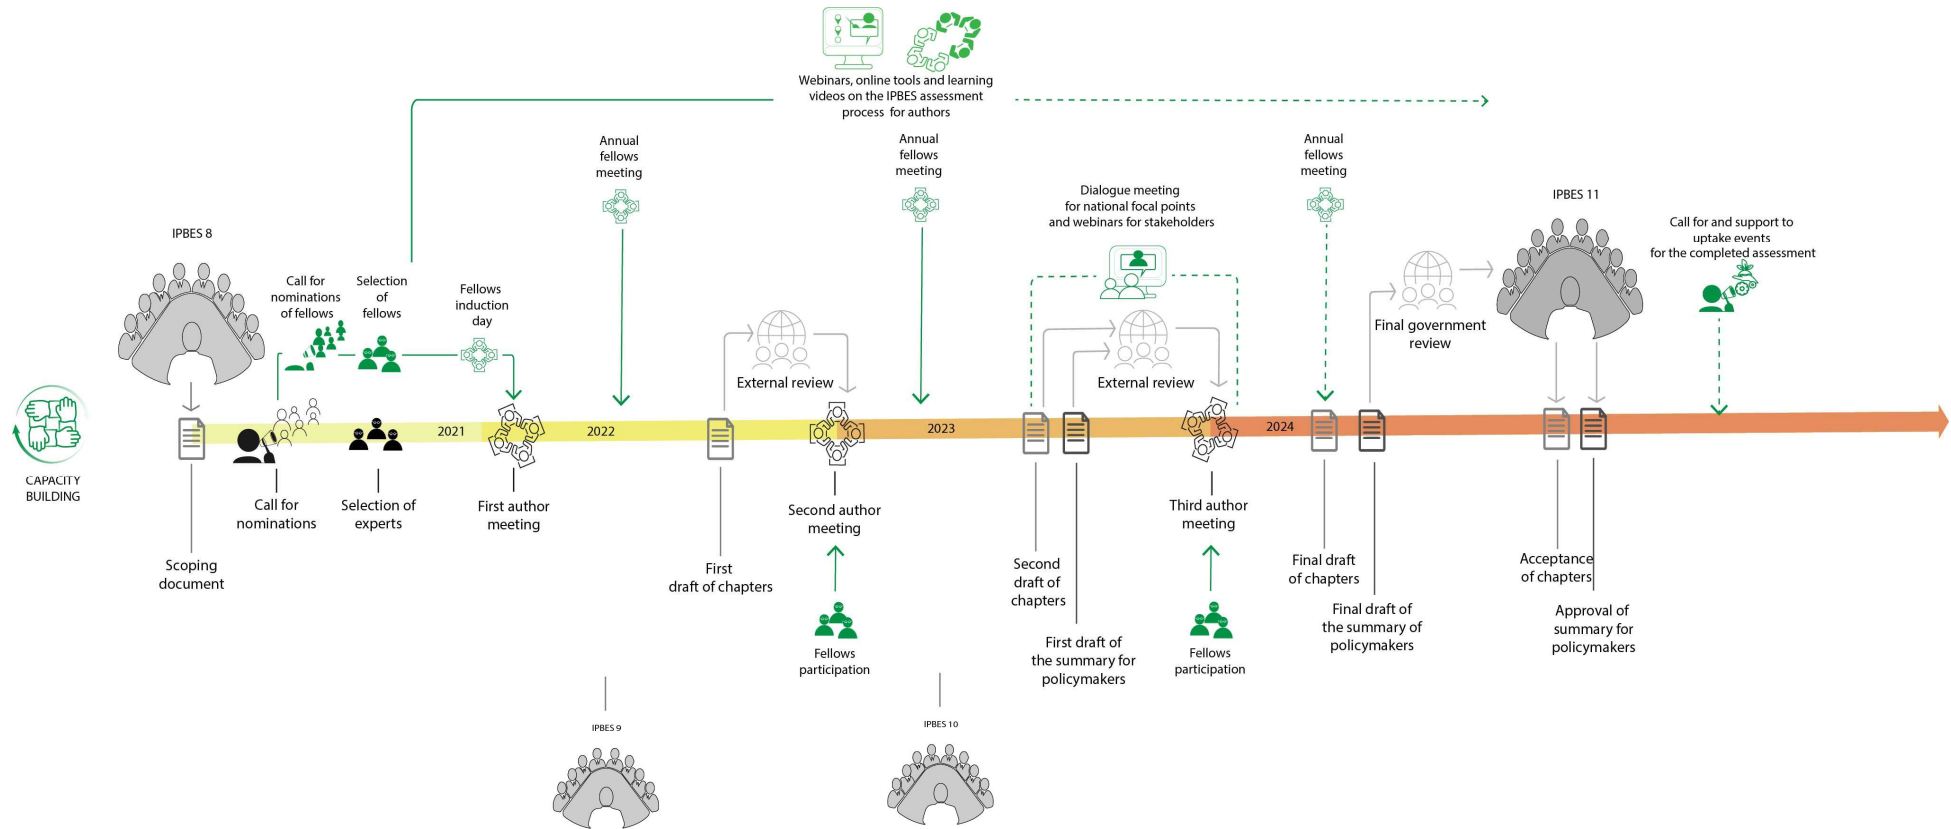 Webinars, online tools and learning
videos on the IPBES assessment
process for authors
Annual
fellows
meeting
Annual
fellows
meeting
Annual
fellows
meeting
Dialogue meeting
for national focal points
and webinars for stakeholders
IPBES 11
Call for and support to
uptake events
for the completed assessment
IPBES 8
Call for
nominations
of fellows
Selection
of
fellows
Fellows
induction
day
External review
External review
Final government
review
2021
2022
2023
2024
CAPACITY
BUILDING
Scoping
document
Call for
nominations
Selection of
experts
First author
meeting
First
draft of chapters
Second author
meeting
Fellows
participation
Second
draft of
chapters
First draft of
the summary for
policymakers
Third author
meeting
Fellows
participation
Final draft
of chapters
Final draft of
the summary of
policymakers
Acceptance
of chapters
Approval of
summary for
policymakers
IPBES 9
IPBES 10